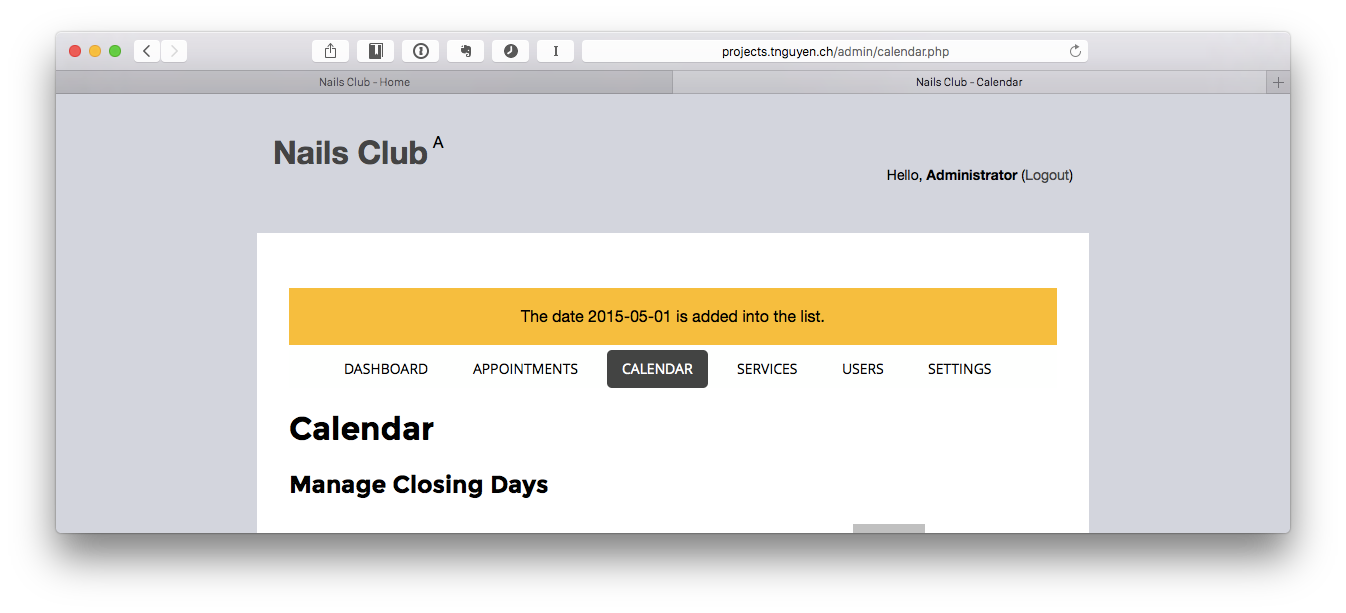 projects.tnguyen.ch/admin/calendar.php
Nails Club – Home
Nails Club – Calendar
Nails Club A
Hello, Administrator (Logout)
The date 2015-05-01 is added into the list.
DASHBOARD APPOINTMENTS CALENDAR SERVICES USERS SETTINGS
Calendar
Manage Closing Days